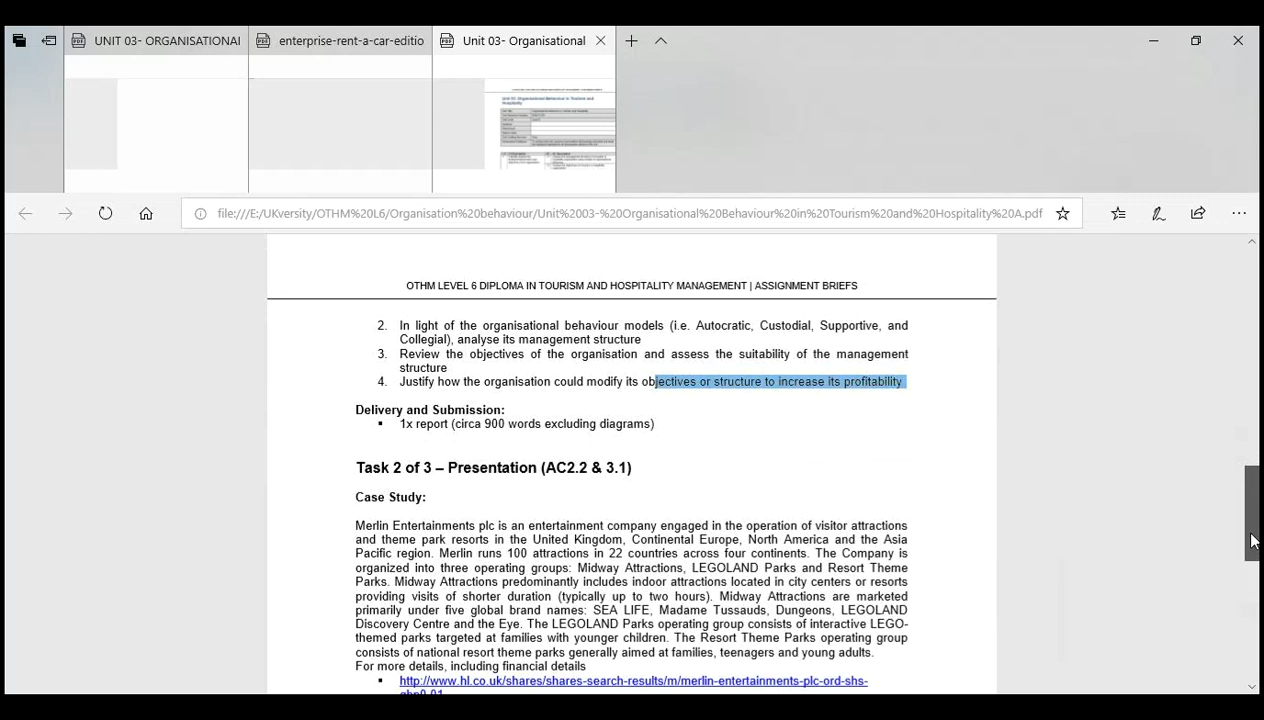 UNIT 03- ORGANISATIONAL
enterprise-rent-a-car-editio
Unit 03- Organisational
file:///E:/UKversity/OTHM%20L6/Organisation%20behaviour/Unit%2003-%20Organisational%20Behaviour%20in%20Tourism%20and%20Hospitality%20A.pdf
OTHM LEVEL 6 DIPLOMA IN TOURISM AND HOSPITALITY MANAGEMENT | ASSIGNMENT BRIEFS
2. In light of the organisational behaviour models (i.e. Autocratic, Custodial, Supportive, and
Collegial), analyse its management structure
3. Review the objectives of the organisation and assess the suitability of the management
structure
4. Justify how the organisation could modify its objectives or structure to increase its profitability
Delivery and Submission:
▪ 1x report (circa 900 words excluding diagrams)
Task 2 of 3 – Presentation (AC2.2 & 3.1)
Case Study:
Merlin Entertainments plc is an entertainment company engaged in the operation of visitor attractions
and theme park resorts in the United Kingdom, Continental Europe, North America and the Asia
Pacific region. Merlin runs 100 attractions in 22 countries across four continents. The Company is
organized into three operating groups: Midway Attractions, LEGOLAND Parks and Resort Theme
Parks. Midway Attractions predominantly includes indoor attractions located in city centers or resorts
providing visits of shorter duration (typically up to two hours). Midway Attractions are marketed
primarily under five global brand names: SEA LIFE, Madame Tussauds, Dungeons, LEGOLAND
Discovery Centre and the Eye. The LEGOLAND Parks operating group consists of interactive LEGO-
themed parks targeted at families with younger children. The Resort Theme Parks operating group
consists of national resort theme parks generally aimed at families, teenagers and young adults.
For more details, including financial details
▪ http://www.hl.co.uk/shares/shares-search-results/m/merlin-entertainments-plc-ord-shs-